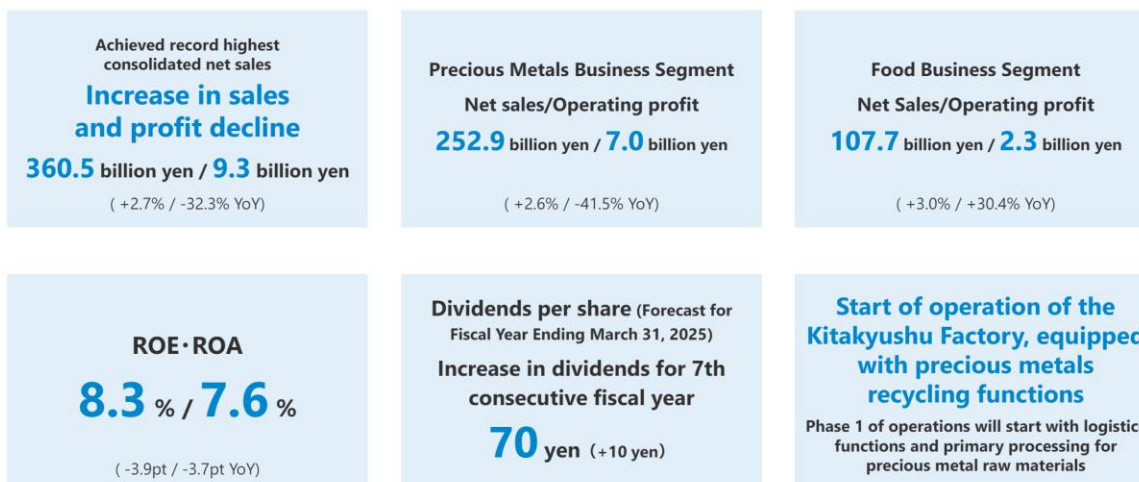 Achieved record highest
consolidated net sales
Increase in sales
and profit decline
360.5 billion yen / 9.3 billion yen
( +2.7% / -32.3% YoY)
Precious Metals Business Segment
Net sales/Operating profit
252.9 billion yen / 7.0 billion yen
( +2.6% / -41.5% YoY)
Food Business Segment
Net Sales/Operating profit
107.7 billion yen / 2.3 billion yen
( +3.0% / +30.4% YoY)
ROE･ROA
8.3 % / 7.6 %
( -3.9pt / -3.7pt YoY)
Dividends per share (Forecast for
Fiscal Year Ending March 31, 2025)
Increase in dividends for 7th
consecutive fiscal year
70 yen (+10 yen)
Start of operation of the
Kitakyushu Factory, equipped
with precious metals
recycling functions
Phase 1 of operations will start with logistic
functions and primary processing for
precious metal raw materials